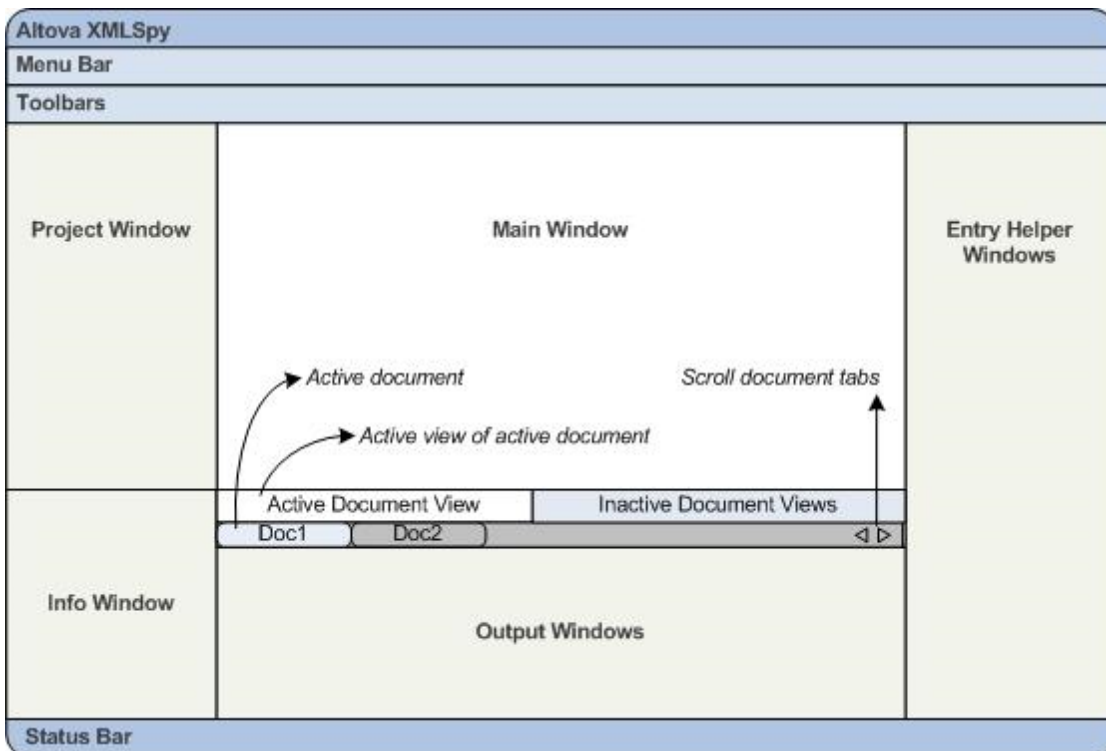 Altova XMLSpy
Menu Bar
Toolbars
Project Window
Main Window
Entry Helper
Windows
Active document
Scroll document tabs
Active view of active document
Active Document View
Inactive Document Views
Doc1
Doc2
Info Window
Output Windows
Status Bar